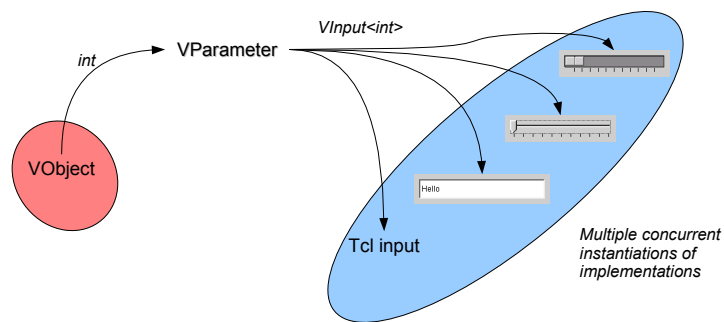 VInput<int>
int
VParameter
VObject
Hello
Tcl input
Multiple concurrent
instantiations of
implementations